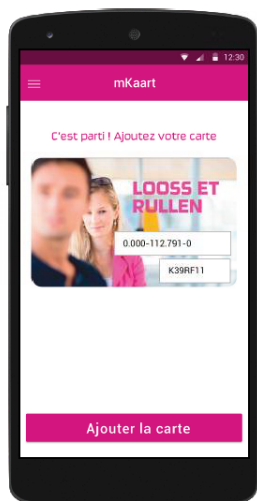 12:30
mKaart
C'est parti ! Ajoutez votre carte
LOOSS ET
RULLEN
0.000-112.791-0
K39RF11
Ajouter la carte